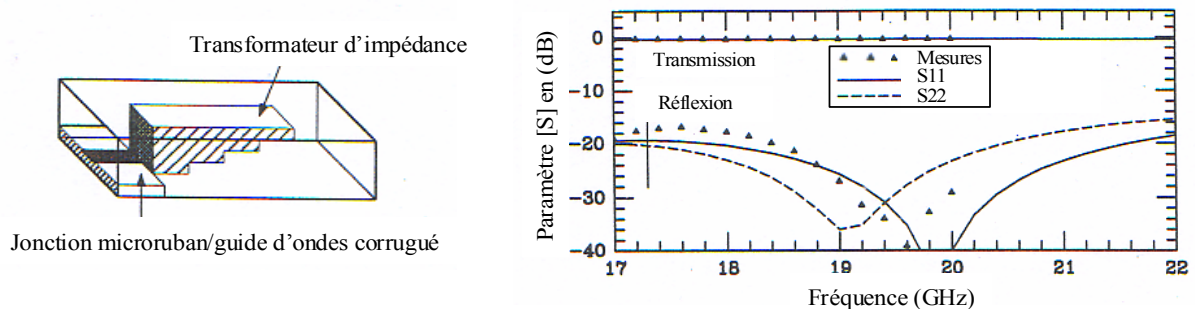 Transformateur d'impédance
Jonction microruban/guide d'ondes corrugué
Paramètre [S] en (dB)
0
-10
-20
-30
-40
Transmission
Réflexion
Mesures
S11
S22
17
18
19
20
21
22
Fréquence (GHz)